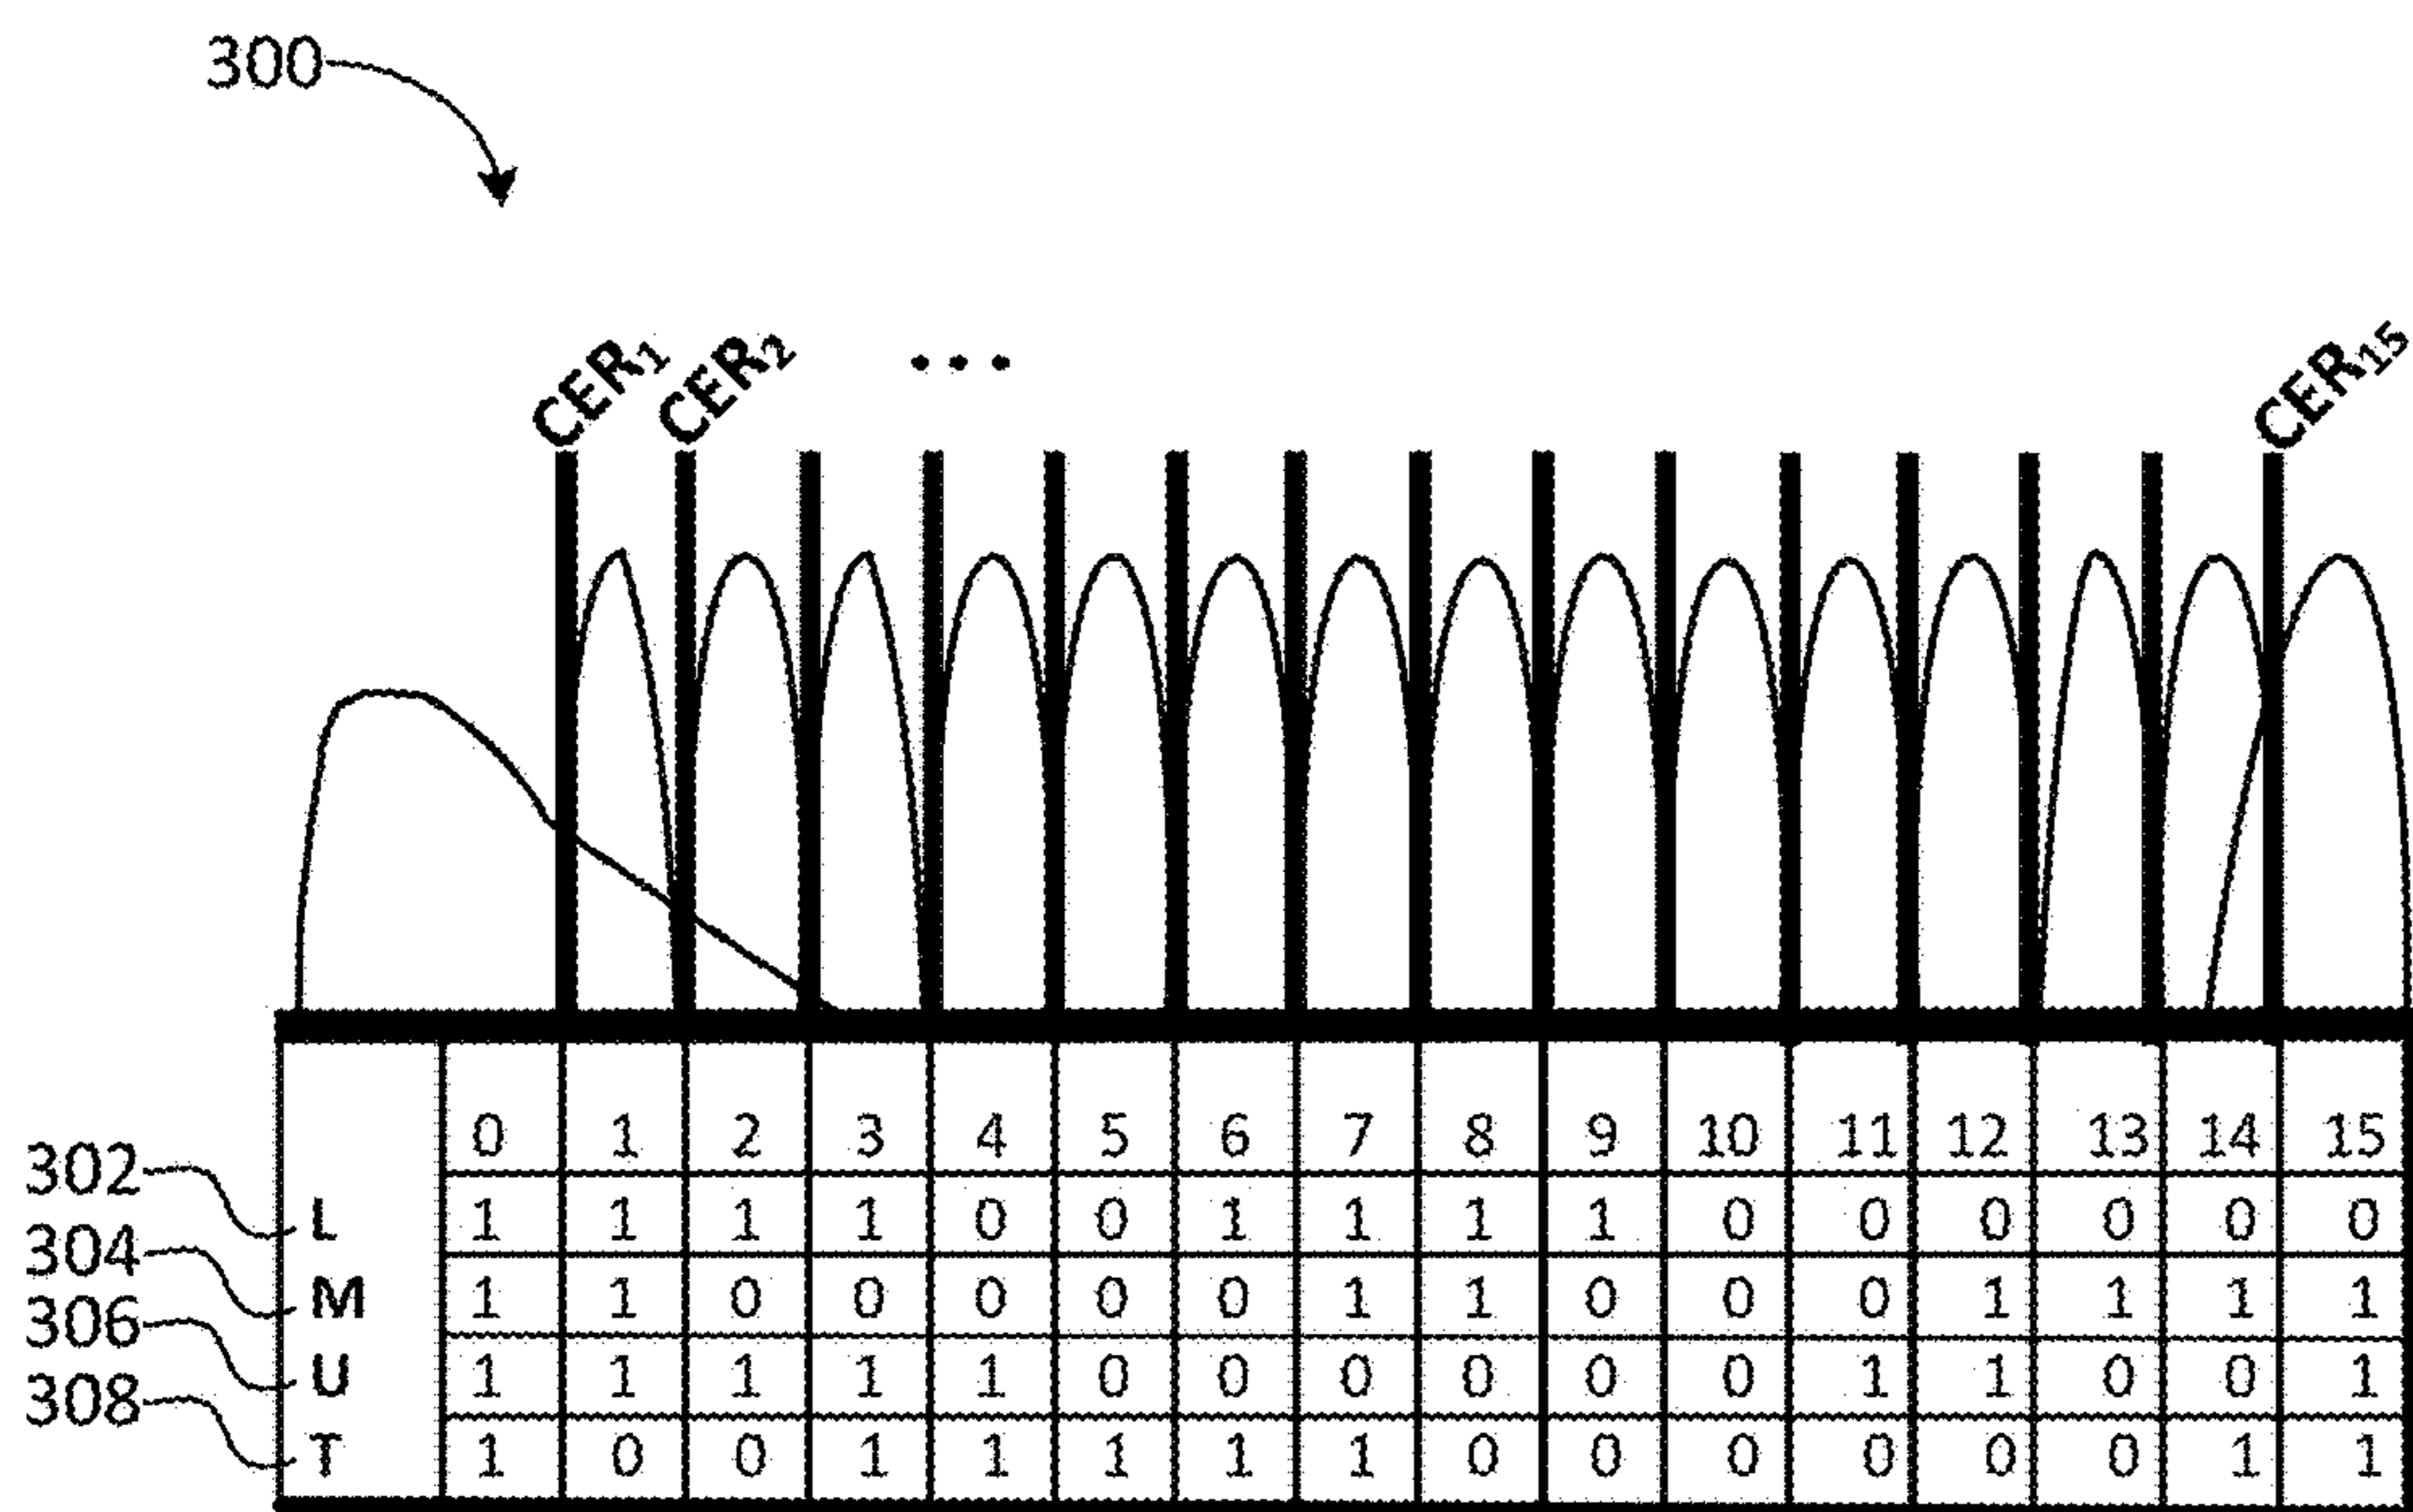 300
CER₁ CER₂ ... CER₁₅
0 1 2 3 4 5 6 7 8 9 10 11 12 13 14 15
302 L 1 1 1 1 0 0 1 1 1 1 0 0 0 0 0 0
304 M 1 1 0 0 0 0 0 1 1 0 0 0 1 1 1 1
306 U 1 1 1 1 1 0 0 0 0 0 0 1 1 0 0 1
308 T 1 0 0 1 1 1 1 1 0 0 0 0 0 0 1 1